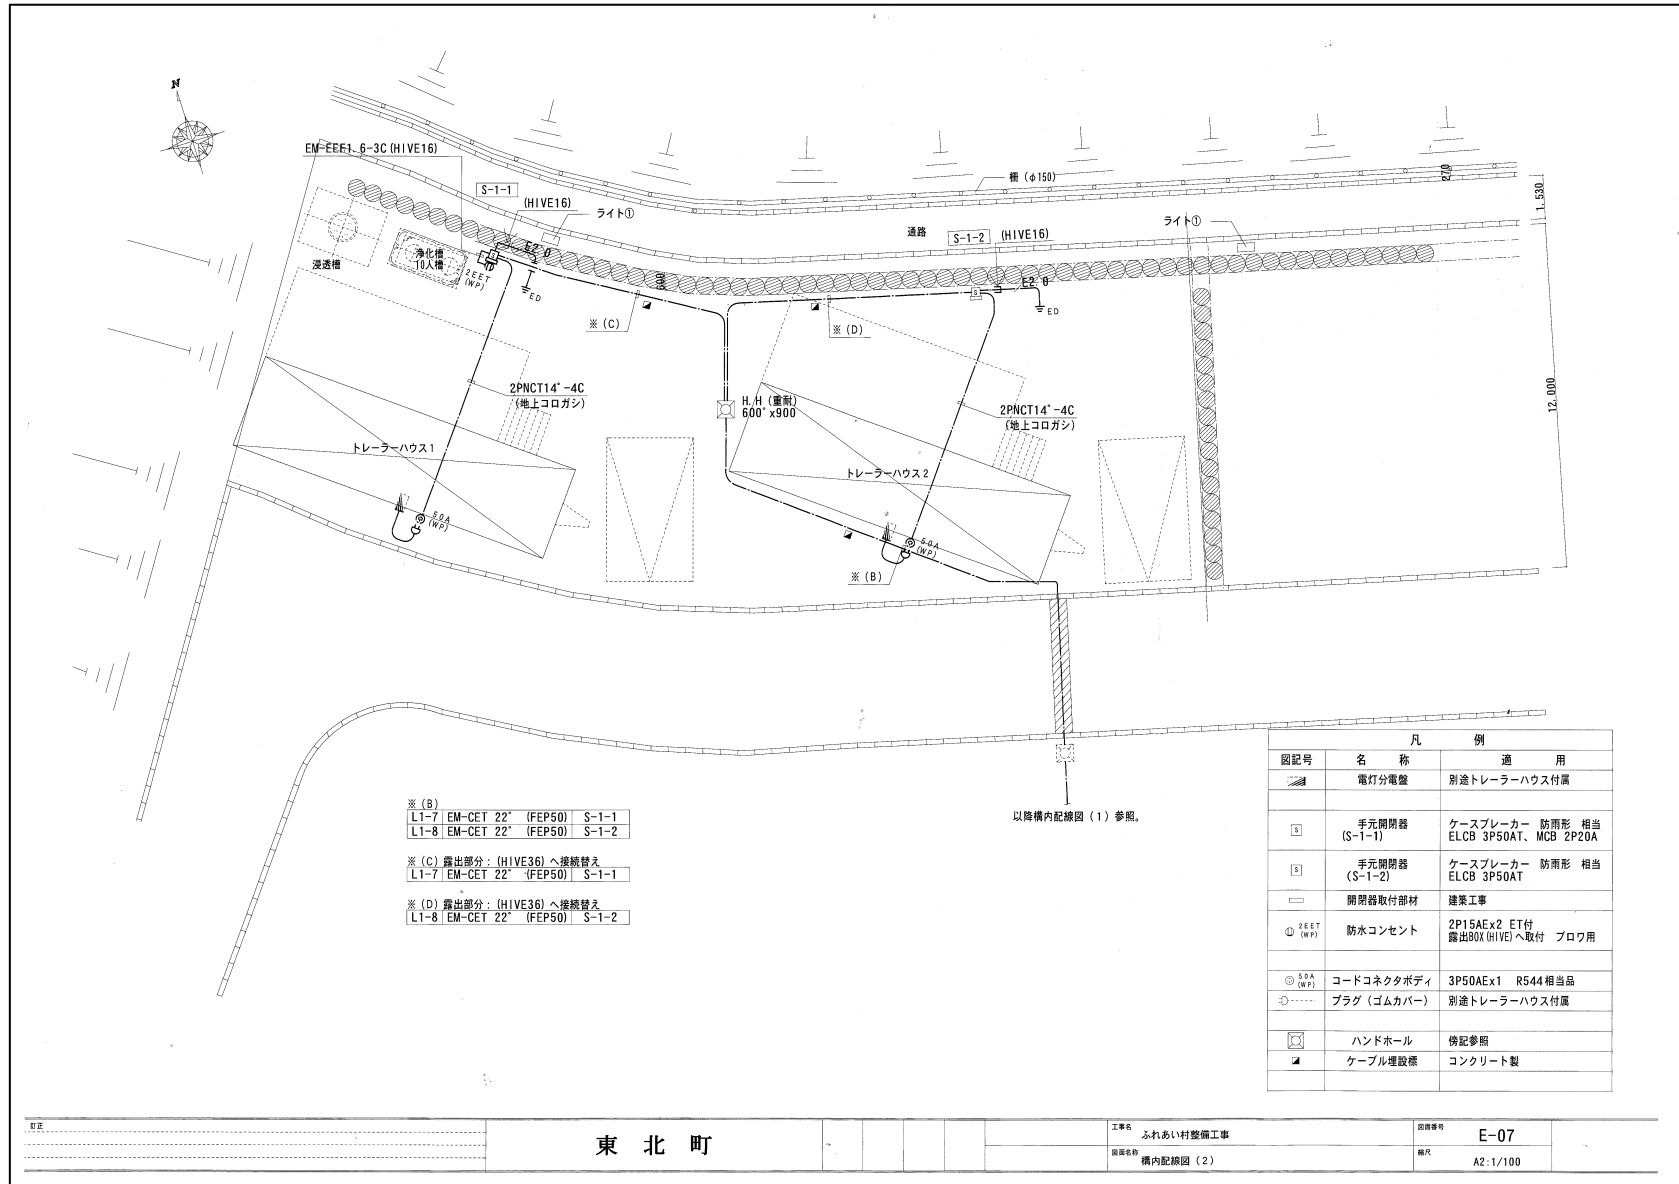 N
EM-EEF1.6-3C(HIVE16)
S-1-1
(HIVE16)
ライト①
柵（φ150）
270
1.530
通路
S-1-2
(HIVE16)
ライト①
浸透槽
浄化槽
10人槽
2EET
(WP)
E2.0
ED
600
E2.0
ED
※(C)
※(D)
2PNCT14°-4C
(地上コロガシ)
H.H（重耐）
600°x900
2PNCT14°-4C
(地上コロガシ)
12.000
トレーラーハウス1
トレーラーハウス2
50A
(WP)
50A
(WP)
※(B)
※(B)
L1-7 EM-CET 22° (FEP50) S-1-1
L1-8 EM-CET 22° (FEP50) S-1-2
※(C) 露出部分：(HIVE36)へ接続替え
L1-7 EM-CET 22° (FEP50) S-1-1
※(D) 露出部分：(HIVE36)へ接続替え
L1-8 EM-CET 22° (FEP50) S-1-2
以降構内配線図（1）参照。
凡 例
図記号 名 称 適 用
電灯分電盤 別途トレーラーハウス付属
S 手元開閉器 ケースブレーカー 防雨形 相当
(S-1-1) ELCB 3P50AT、MCB 2P20A
S 手元開閉器 ケースブレーカー 防雨形 相当
(S-1-2) ELCB 3P50AT
開閉器取付部材 建築工事
2EET
(WP) 防水コンセント 2P15AEx2 ET付
露出BOX(HIVE)へ取付 ブロワ用
50A
(WP) コードコネクタボディ 3P50AEx1 R544相当品
プラグ（ゴムカバー） 別途トレーラーハウス付属
ハンドホール 傍記参照
ケーブル埋設標 コンクリート製
訂正
東北町
工事名
ふれあい村整備工事
図面名称
構内配線図（2）
図面番号
E-07
縮尺
A2:1/100